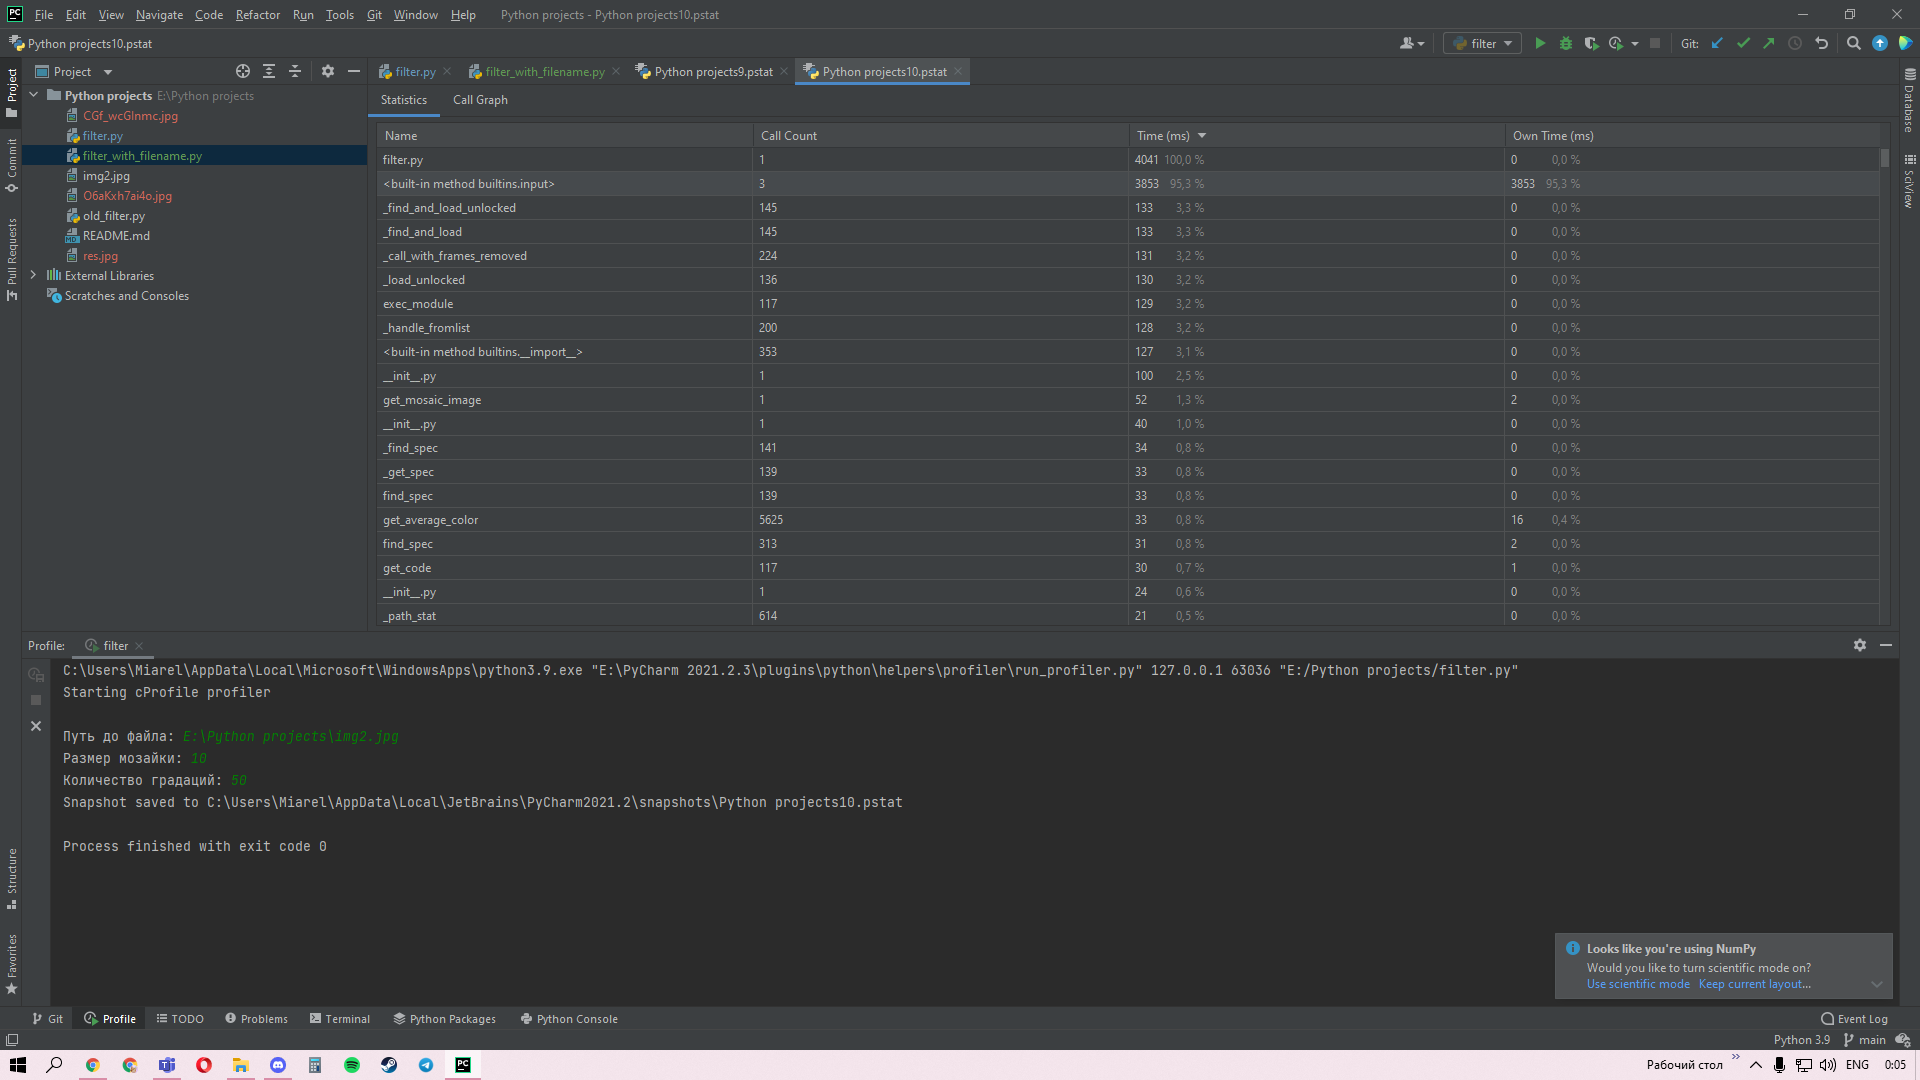 PC File Edit View Navigate Code Refactor Run Tools Git Window Help Python projects - Python projects10.pstat
Python projects10.pstat filter Git:
Project filter.py filter_with_filename.py Python projects9.pstat Python projects10.pstat
Statistics Call Graph
Python projects E:\Python projects
CGf_wcGlnmc.jpg
filter.py
filter_with_filename.py
img2.jpg
O6aKxh7ai4o.jpg
old_filter.py
README.md
res.jpg
External Libraries
Scratches and Consoles
Project
Commit
Pull Requests
Structure
Favorites
Database
SciView
Name Call Count Time (ms) Own Time (ms)
filter.py 1 4041 100,0 % 0 0,0 %
<built-in method builtins.input> 3 3853 95,3 % 3853 95,3 %
_find_and_load_unlocked 145 133 3,3 % 0 0,0 %
_find_and_load 145 133 3,3 % 0 0,0 %
_call_with_frames_removed 224 131 3,2 % 0 0,0 %
_load_unlocked 136 130 3,2 % 0 0,0 %
exec_module 117 129 3,2 % 0 0,0 %
_handle_fromlist 200 128 3,2 % 0 0,0 %
<built-in method builtins.__import__> 353 127 3,1 % 0 0,0 %
__init__.py 1 100 2,5 % 0 0,0 %
get_mosaic_image 1 52 1,3 % 2 0,0 %
__init__.py 1 40 1,0 % 0 0,0 %
_find_spec 141 34 0,8 % 0 0,0 %
_get_spec 139 33 0,8 % 0 0,0 %
find_spec 139 33 0,8 % 0 0,0 %
get_average_color 5625 33 0,8 % 16 0,4 %
find_spec 313 31 0,8 % 2 0,0 %
get_code 117 30 0,7 % 1 0,0 %
__init__.py 1 24 0,6 % 0 0,0 %
_path_stat 614 21 0,5 % 0 0,0 %
Profile: filter
C:\Users\Miarel\AppData\Local\Microsoft\WindowsApps\python3.9.exe "E:\PyCharm 2021.2.3\plugins\python\helpers\profiler\run_profiler.py" 127.0.0.1 63036 "E:/Python projects/filter.py"
Starting cProfile profiler
Путь до файла: E:\Python projects\img2.jpg
Размер мозайки: 10
Количество градаций: 50
Snapshot saved to C:\Users\Miarel\AppData\Local\JetBrains\PyCharm2021.2\snapshots\Python projects10.pstat
Process finished with exit code 0
Looks like you're using NumPy
Would you like to turn scientific mode on?
Use scientific mode Keep current layout...
Git Profile TODO Problems Terminal Python Packages Python Console Event Log
Python 3.9 main
PC Рабочий стол ENG 0:05